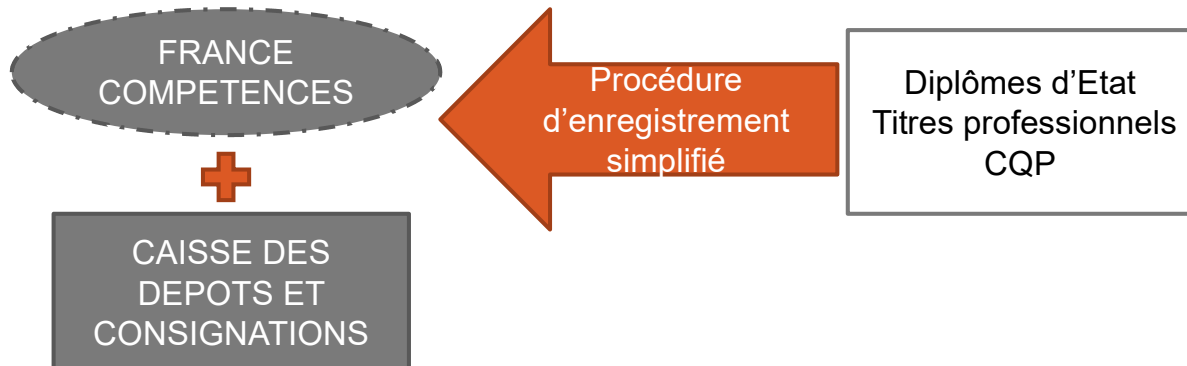 FRANCE
COMPETENCES
CAISSE DES
DEPOTS ET
CONSIGNATIONS
Procédure
d’enregistrement
simplifié
Diplômes d’Etat
Titres professionnels
CQP